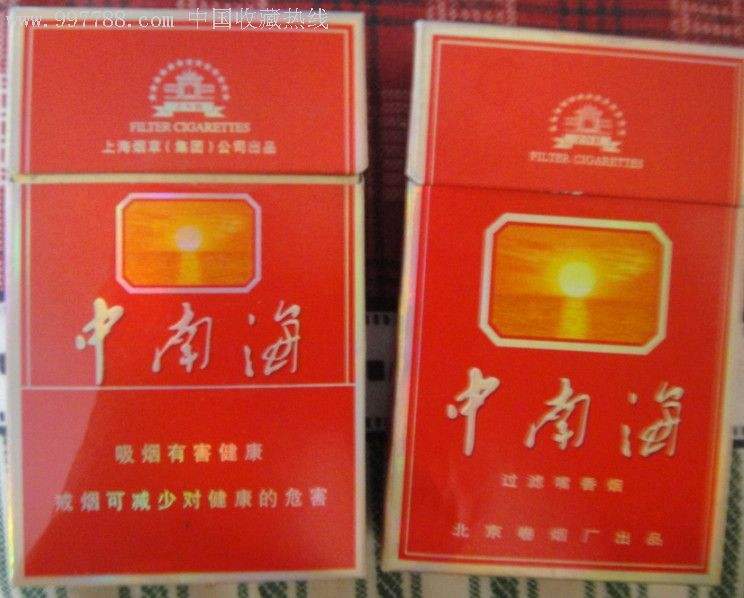 www.997788.com 中国收藏热线
FILTER CIGARETTES
上海烟草(集团)公司出品
中南海
吸烟有害健康
戒烟可减少对健康的危害
FILTER CIGARETTES
中南海
过滤嘴香烟
北京卷烟厂出品